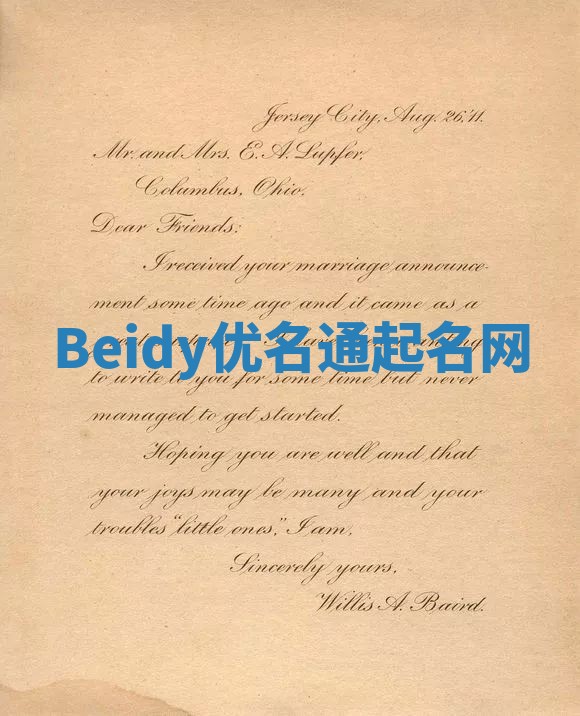 Jersey City, Aug. 26, '11.
Mr. and Mrs. E. A. Lupfer,
Columbus, Ohio.
Dear Friends:
I received your marriage announce-
ment some time ago and it came as a
Beidy优名通起名网
to write to you for some time but never
managed to get started.
Hoping you are well and that
your joys may be many and your
troubles "little ones," I am,
Sincerely yours,
Willis A. Baird.